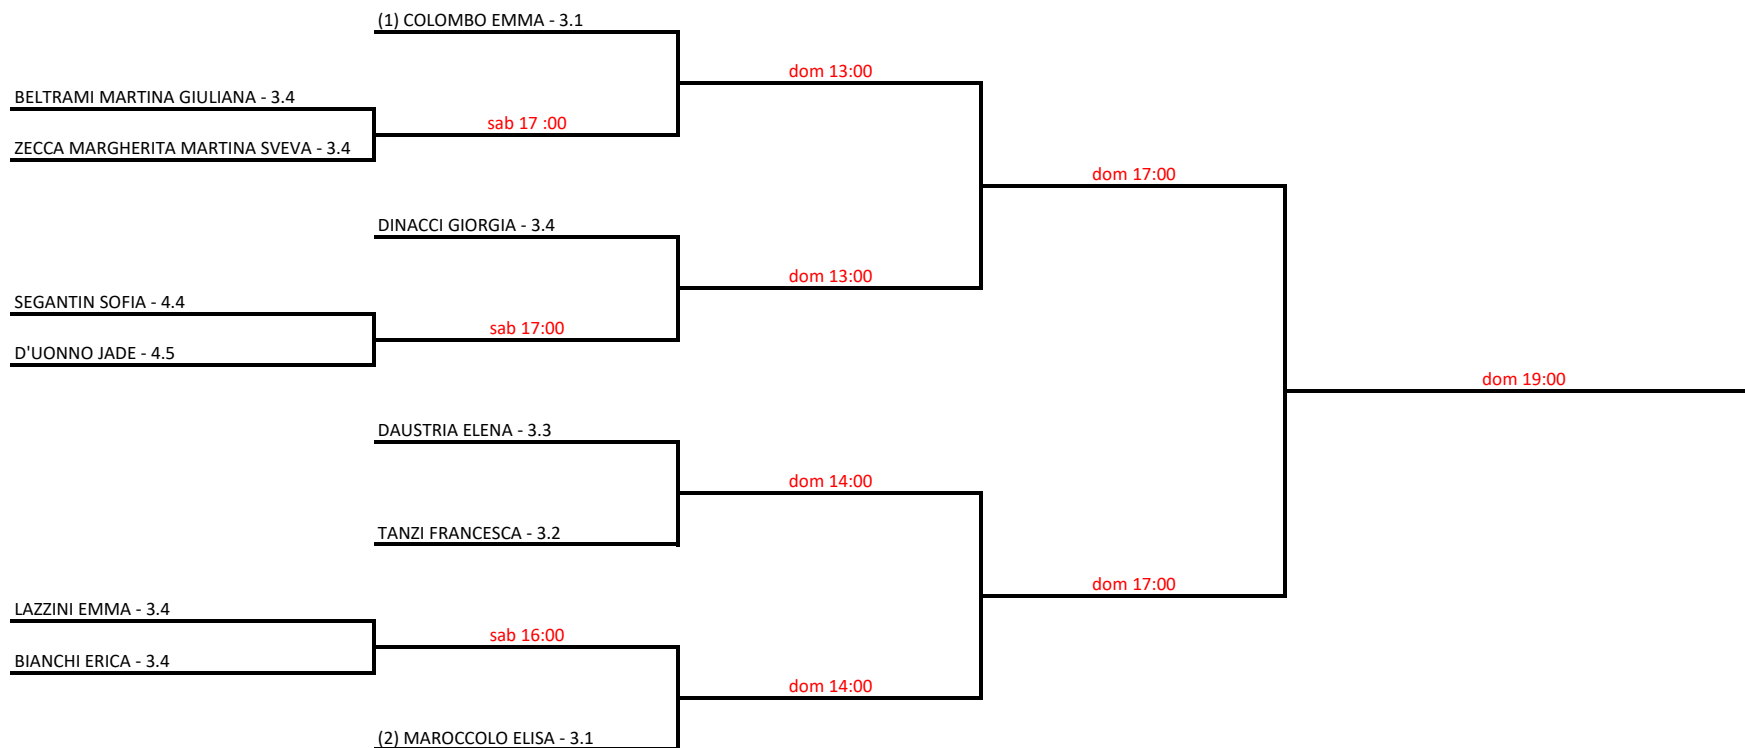 (1) COLOMBO EMMA - 3.1
dom 13:00
BELTRAMI MARTINA GIULIANA - 3.4
sab 17 :00
ZECCA MARGHERITA MARTINA SVEVA - 3.4
dom 17:00
DINACCI GIORGIA - 3.4
dom 13:00
SEGANTIN SOFIA - 4.4
sab 17:00
D'UONNO JADE - 4.5
dom 19:00
DAUSTRIA ELENA - 3.3
dom 14:00
TANZI FRANCESCA - 3.2
dom 17:00
LAZZINI EMMA - 3.4
sab 16:00
BIANCHI ERICA - 3.4
dom 14:00
(2) MAROCCOLO ELISA - 3.1